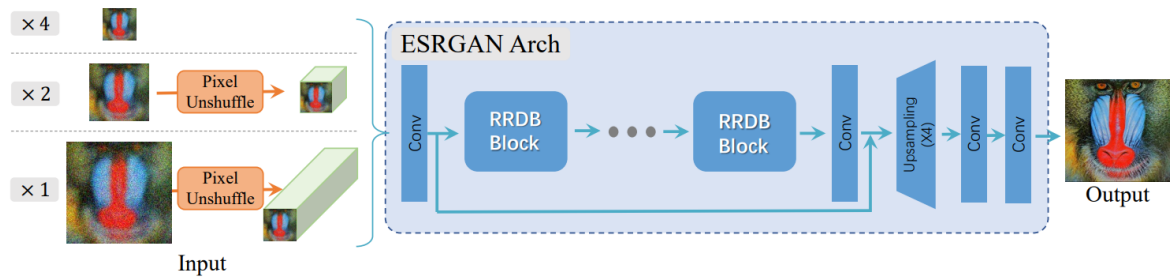 × 4
× 2
Pixel
Unshuffle
× 1
Pixel
Unshuffle
Input
ESRGAN Arch
Conv
RRDB
Block
RRDB
Block
Conv
Upsampling
(X4)
Conv
Conv
Output